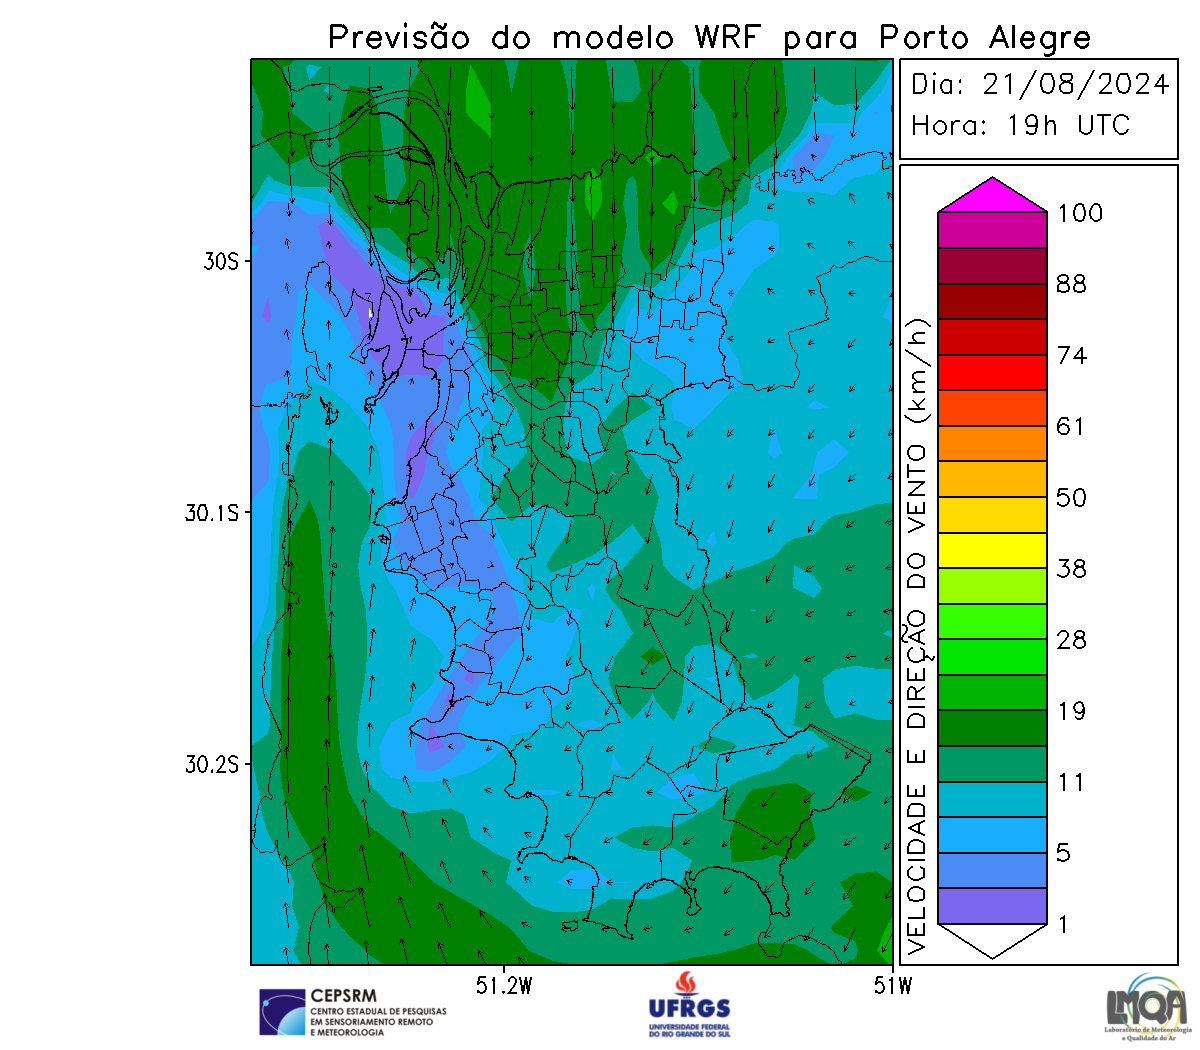 Previsão do modelo WRF para Porto Alegre
Dia: 21/08/2024
Hora: 19h UTC
30S
30.1S
30.2S
51.2W
51W
VELOCIDADE E DIREÇÃO DO VENTO (km/h)
100
88
74
61
50
38
28
19
11
5
1
CEPSRM
CENTRO ESTADUAL DE PESQUISAS
EM SENSORIAMENTO REMOTO
E METEOROLOGIA
UFRGS
UNIVERSIDADE FEDERAL
DO RIO GRANDE DO SUL
LMQA
Laboratório de Meteorologia
e Qualidade do Ar